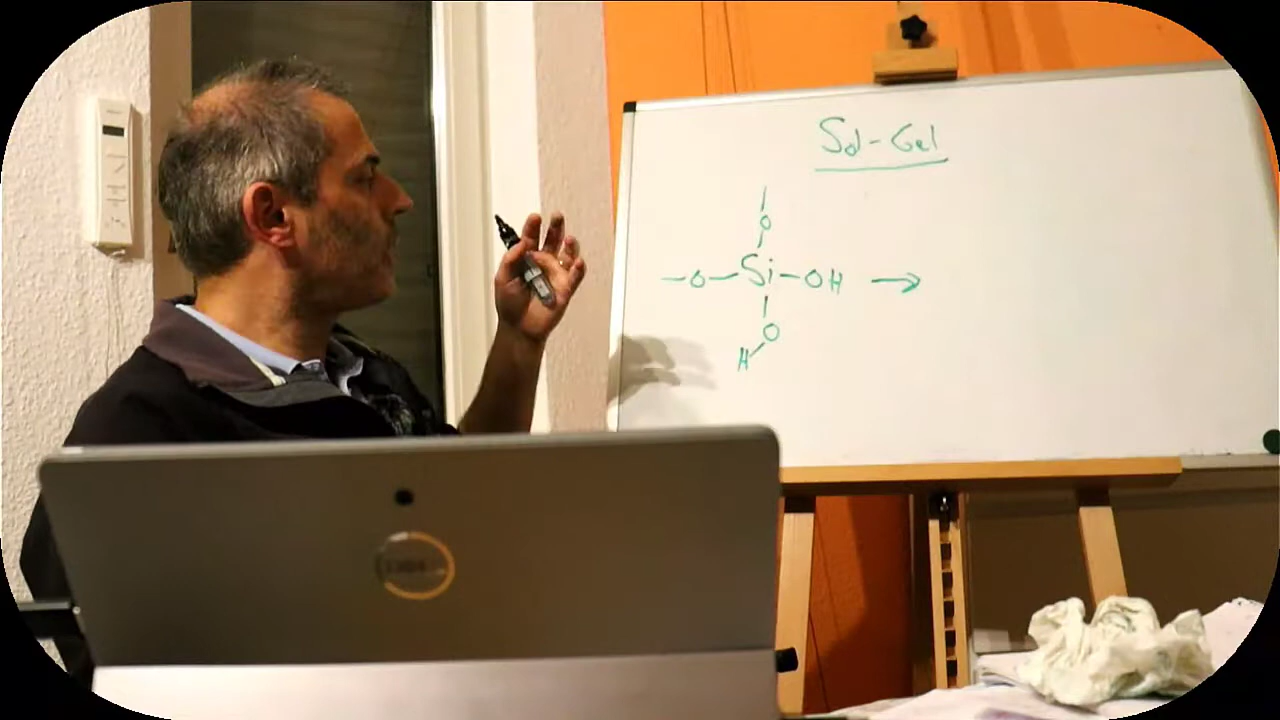 Sol-Gel
O
-O-Si-OH →
O
H